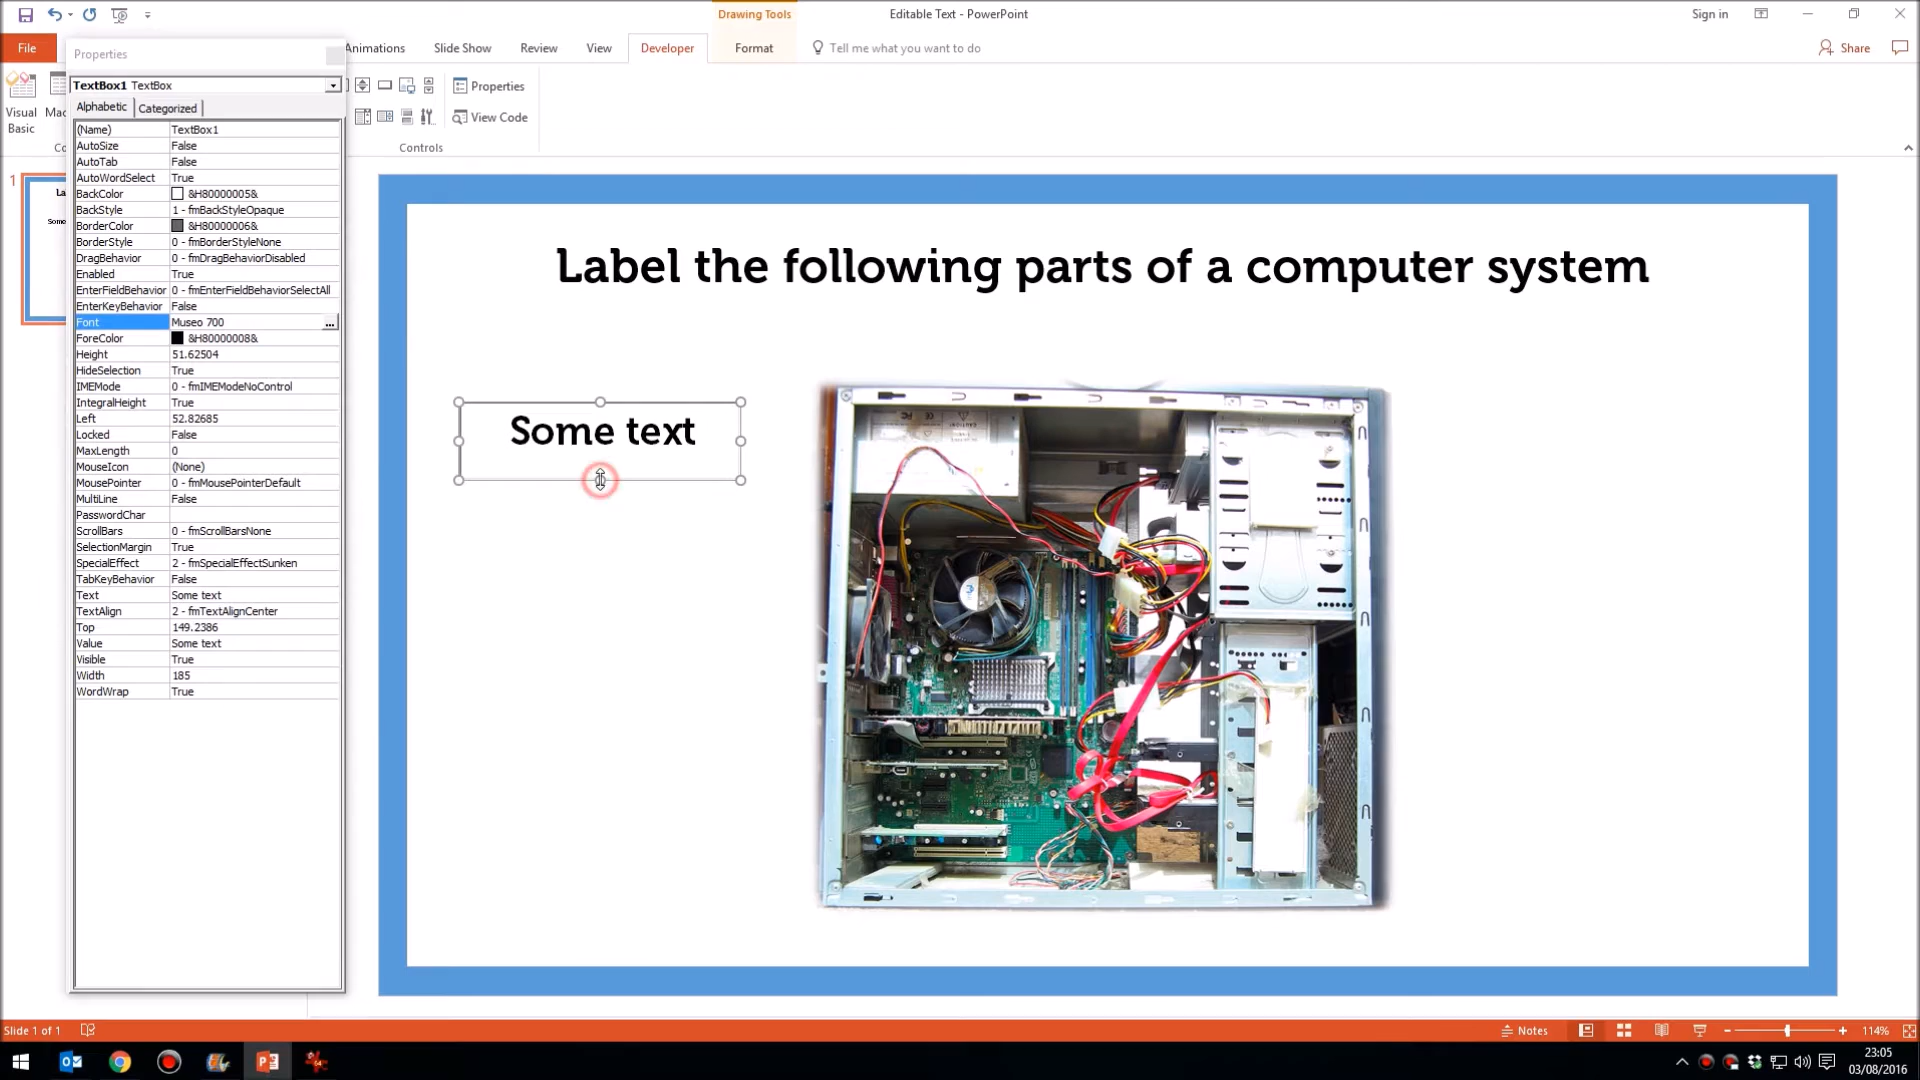 Drawing Tools
Editable Text - PowerPoint
Sign in
File
Animations
Slide Show
Review
View
Developer
Format
Tell me what you want to do
Share
Properties
TextBox1 TextBox
Alphabetic
Categorized
Visual
Basic
Mac
Co
Properties
View Code
Controls
(Name) TextBox1
AutoSize False
AutoTab False
AutoWordSelect True
BackColor &H80000005&
BackStyle 1 - fmBackStyleOpaque
BorderColor &H80000006&
BorderStyle 0 - fmBorderStyleNone
DragBehavior 0 - fmDragBehaviorDisabled
Enabled True
EnterFieldBehavior 0 - fmEnterFieldBehaviorSelectAll
EnterKeyBehavior False
Font Museo 700 ...
ForeColor &H80000008&
Height 51.62504
HideSelection True
IMEMode 0 - fmIMEModeNoControl
IntegralHeight True
Left 52.82685
Locked False
MaxLength 0
MouseIcon (None)
MousePointer 0 - fmMousePointerDefault
MultiLine False
PasswordChar
ScrollBars 0 - fmScrollBarsNone
SelectionMargin True
SpecialEffect 2 - fmSpecialEffectSunken
TabKeyBehavior False
Text Some text
TextAlign 2 - fmTextAlignCenter
Top 149.2386
Value Some text
Visible True
Width 185
WordWrap True
1
La
Some
Label the following parts of a computer system
Some text
Slide 1 of 1
Notes
114%
23:05
03/08/2016